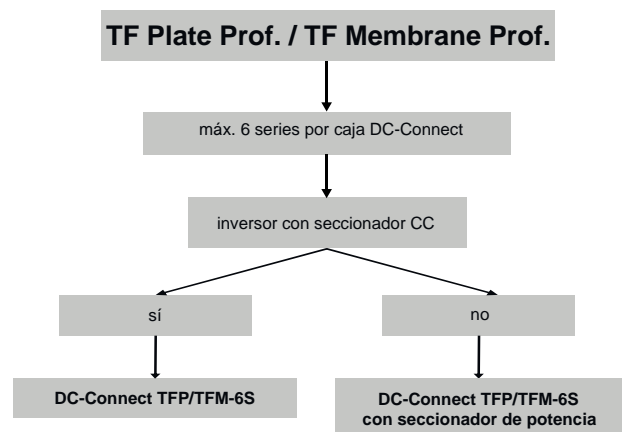 TF Plate Prof. / TF Membrane Prof.
máx. 6 series por caja DC-Connect
inversor con seccionador CC
sí
no
DC-Connect TFP/TFM-6S
DC-Connect TFP/TFM-6S
con seccionador de potencia